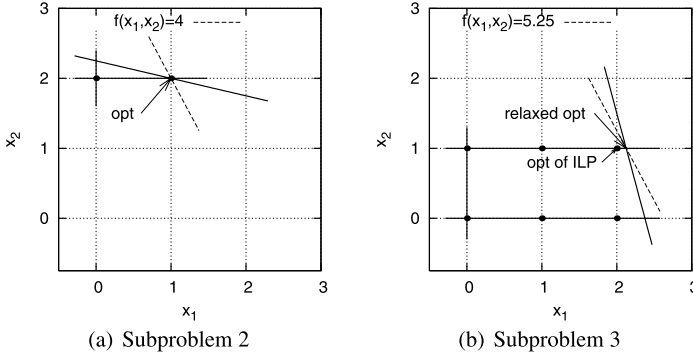 f(x1,x2)=4
3
2
1
0
x2
opt
0 1 2 3
x1
(a) Subproblem 2
f(x1,x2)=5.25
3
2
1
0
x2
relaxed opt
opt of ILP
0 1 2 3
x1
(b) Subproblem 3